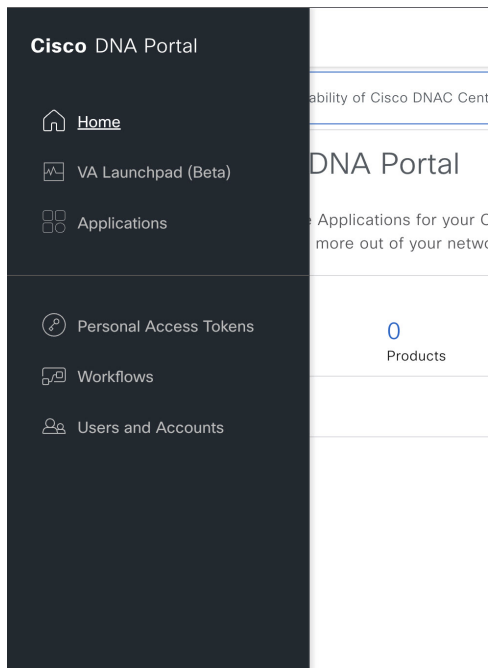 Cisco DNA Portal
Home
VA Launchpad (Beta)
Applications
Personal Access Tokens
Workflows
Users and Accounts
ability of Cisco DNAC Cent
DNA Portal
Applications for your C
more out of your netwo
0
Products